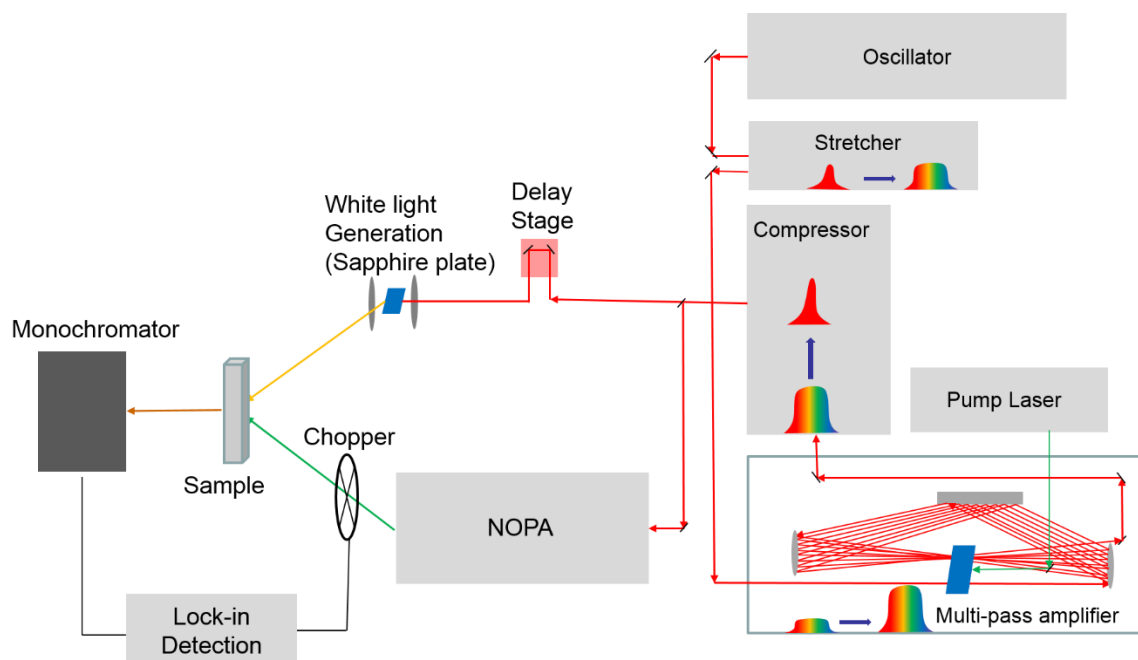 Oscillator
Stretcher
Delay
Stage
White light
Generation
(Sapphire plate)
Compressor
Monochromator
Pump Laser
Chopper
Sample
NOPA
Lock-in
Detection
Multi-pass amplifier